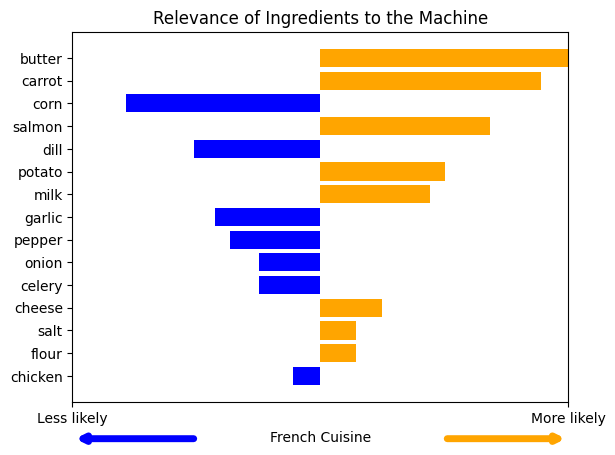 Relevance of Ingredients to the Machine
butter
carrot
corn
salmon
dill
potato
milk
garlic
pepper
onion
celery
cheese
salt
flour
chicken
Less likely
More likely
French Cuisine